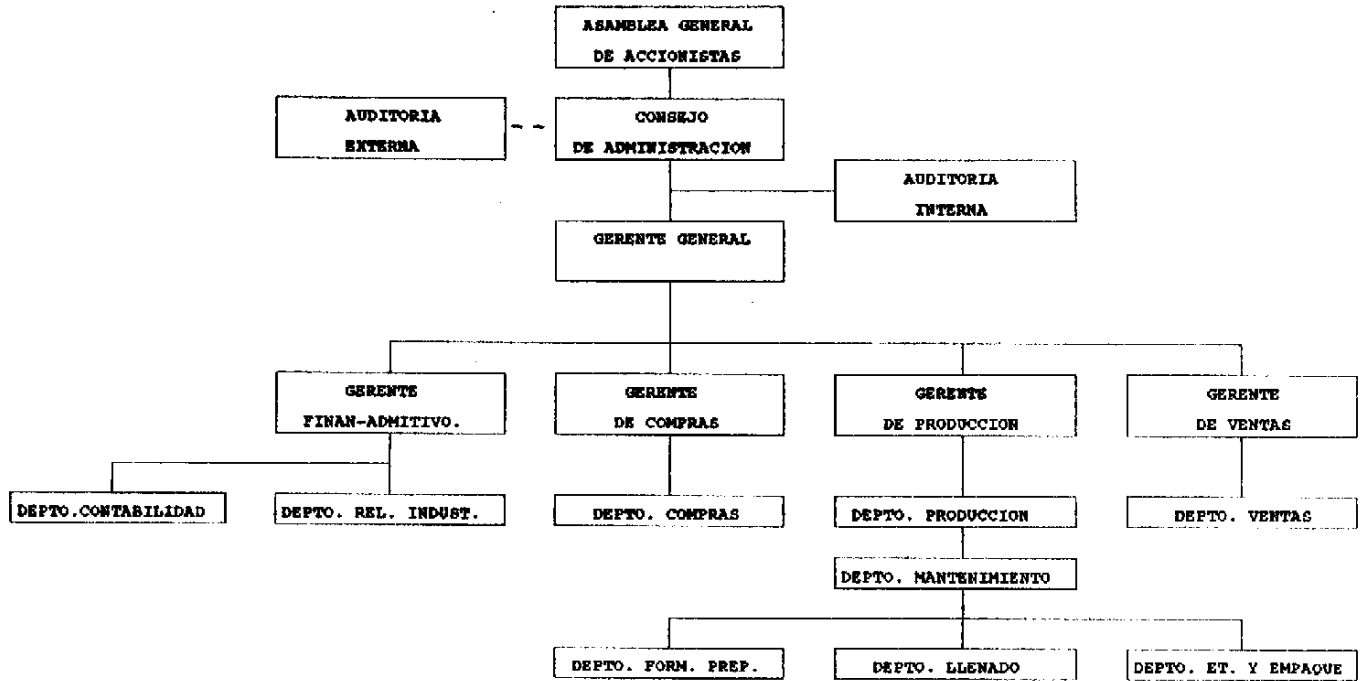 ASAMBLEA GENERAL
DE ACCIONISTAS
AUDITORIA
EXTERNA
CONSEJO
DE ADMINISTRACION
AUDITORIA
INTERNA
GERENTE GENERAL
GERENTE
FINAN-ADMITIVO.
GERENTE
DE COMPRAS
GERENTE
DE PRODUCCION
GERENTE
DE VENTAS
DEPTO.CONTABILIDAD
DEPTO. REL. INDUST.
DEPTO. COMPRAS
DEPTO. PRODUCCION
DEPTO. VENTAS
DEPTO. MANTENIMIENTO
DEPTO. FORM. PREP.
DEPTO. LLENADO
DEPTO. ET. Y EMPAQUE